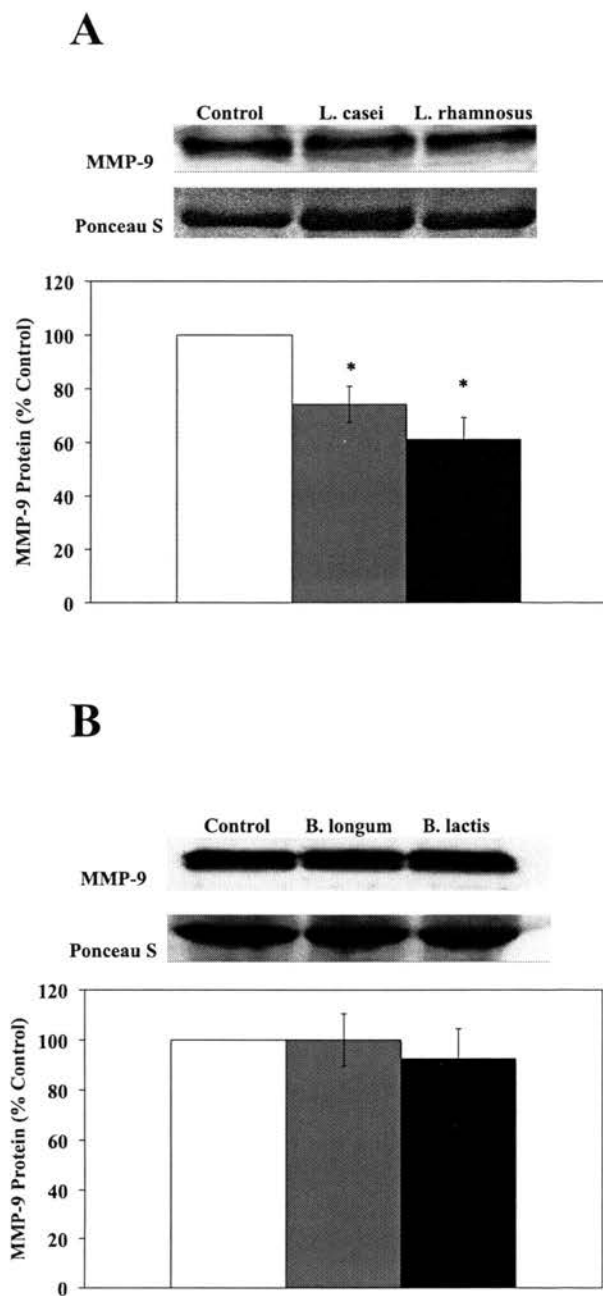 A
Control L. casei L. rhamnosus
MMP-9
Ponceau S
MMP-9 Protein (% Control)
120
100
80
60
40
20
0
*
*
B
Control B. longum B. lactis
MMP-9
Ponceau S
MMP-9 Protein (% Control)
120
100
80
60
40
20
0